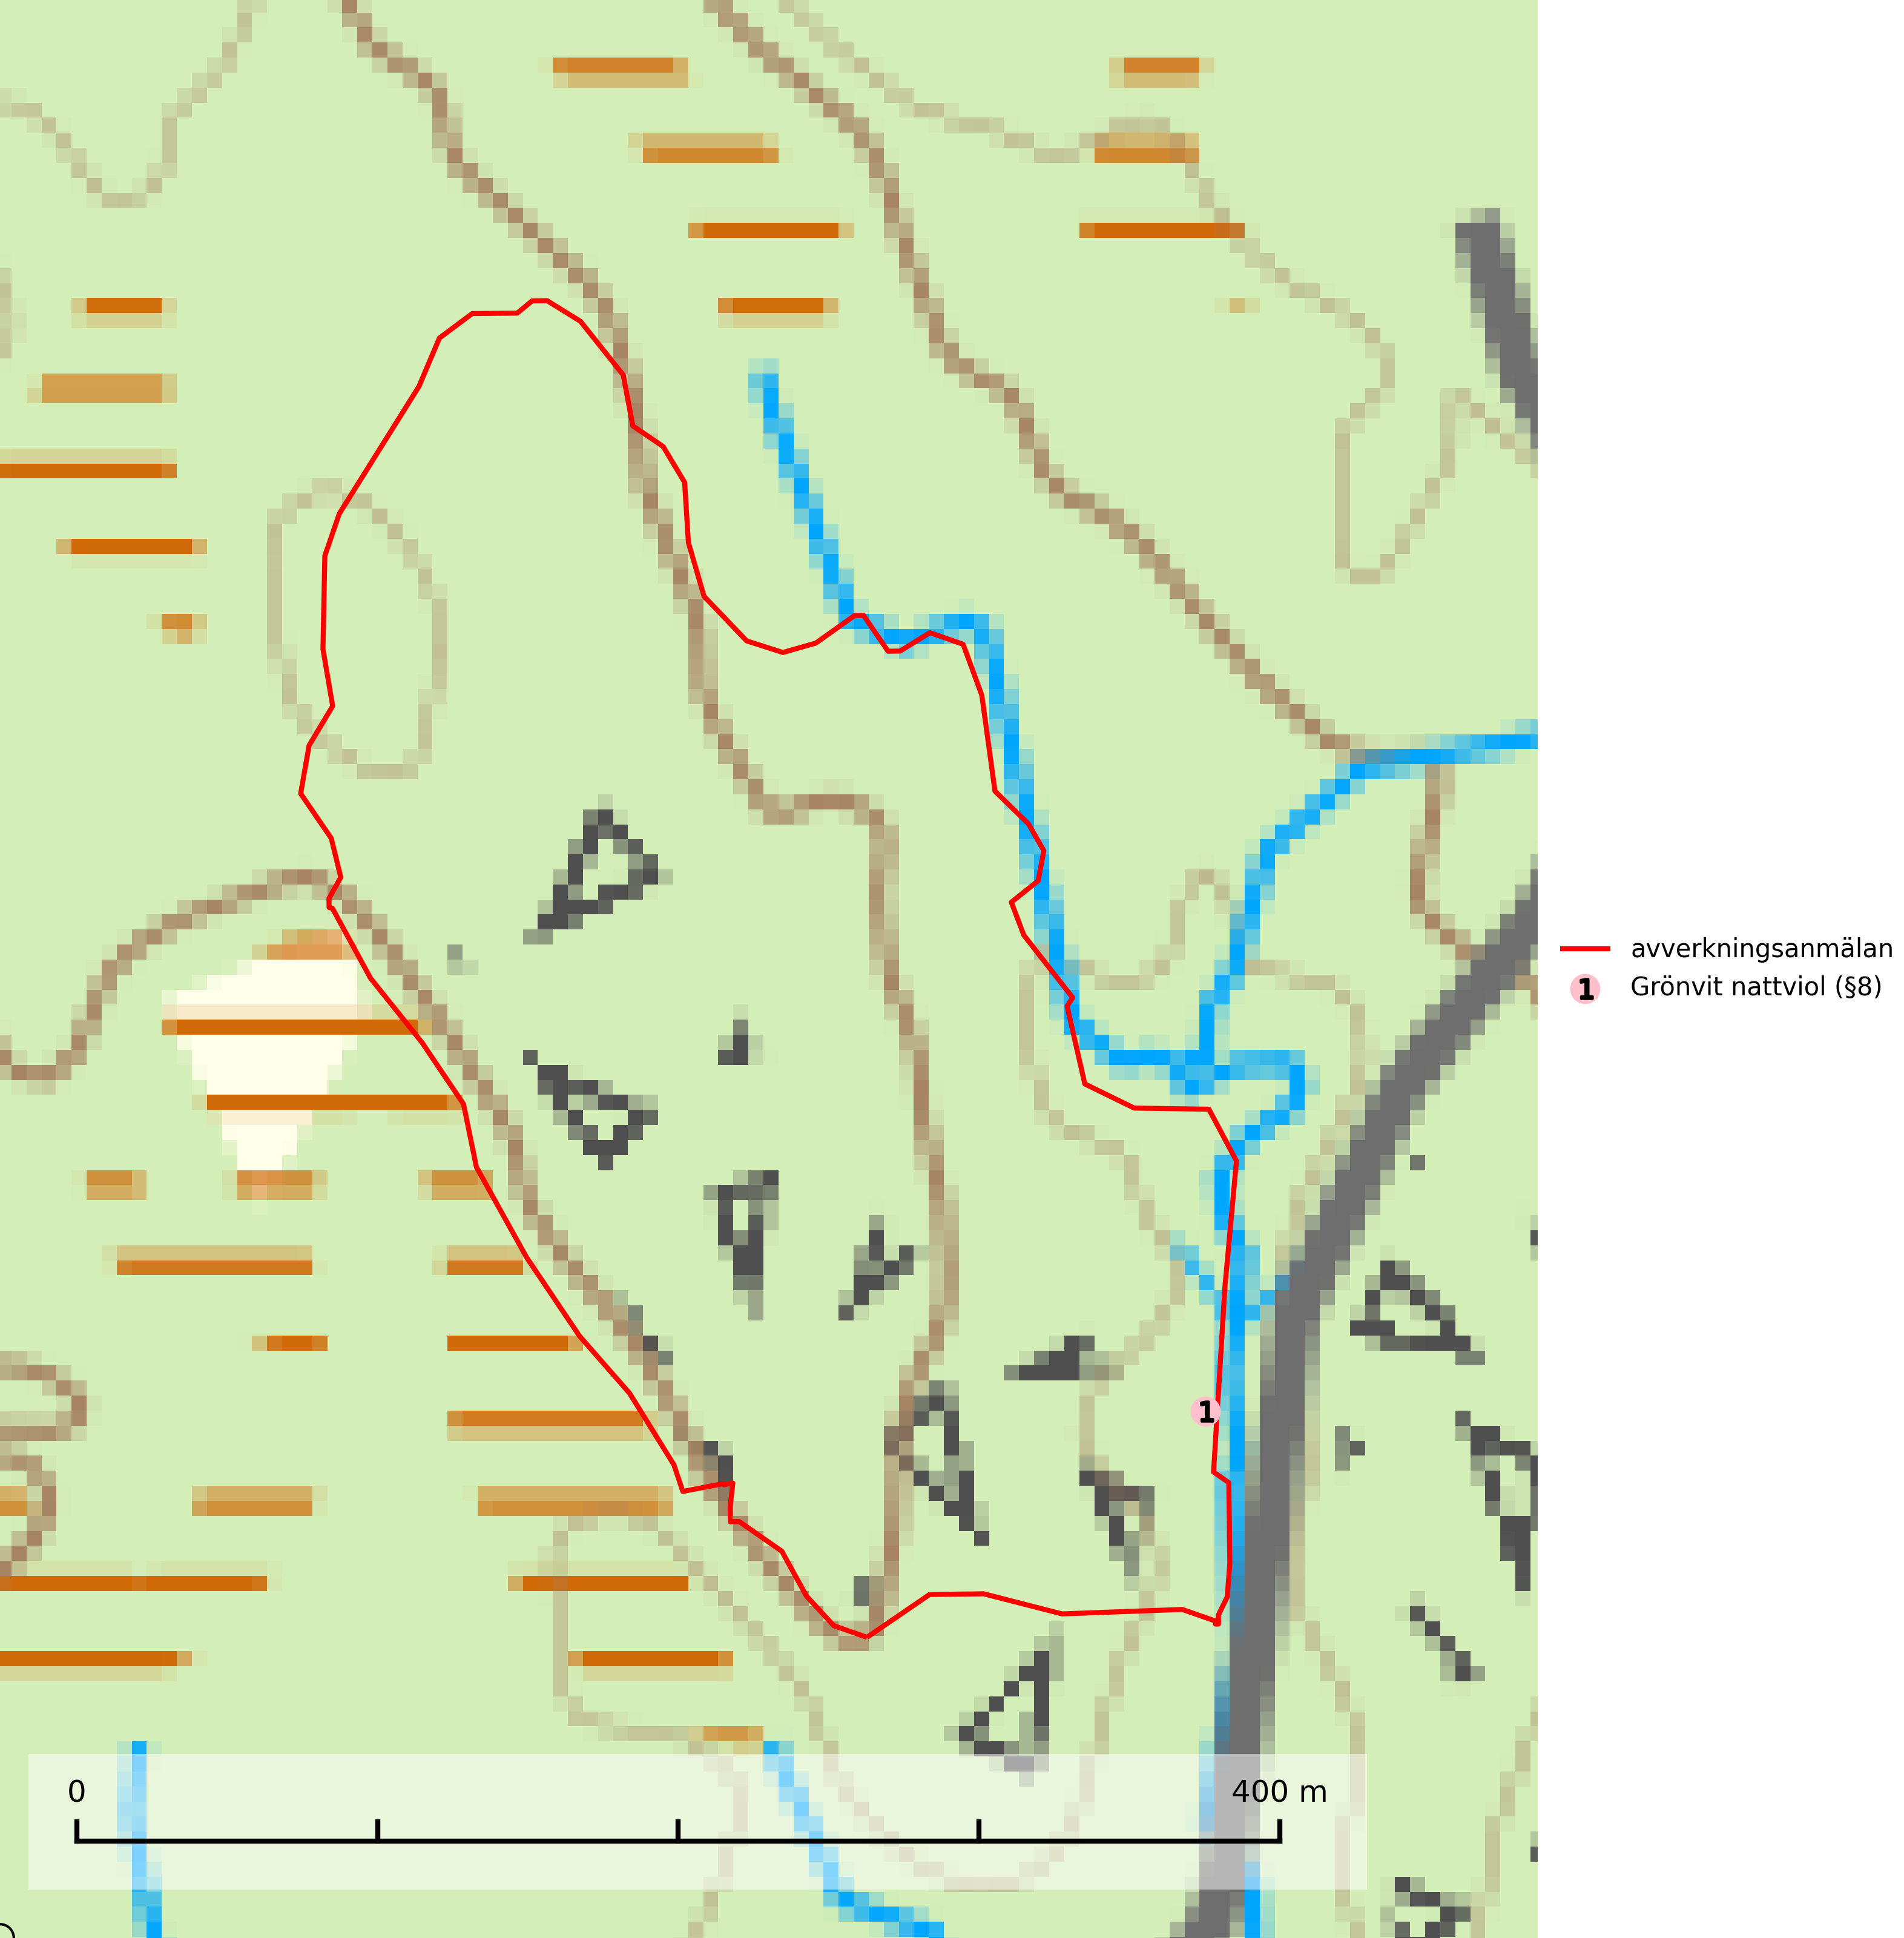 avverkningsanmälan
1 Grönvit nattviol (§8)
1
0 400 m